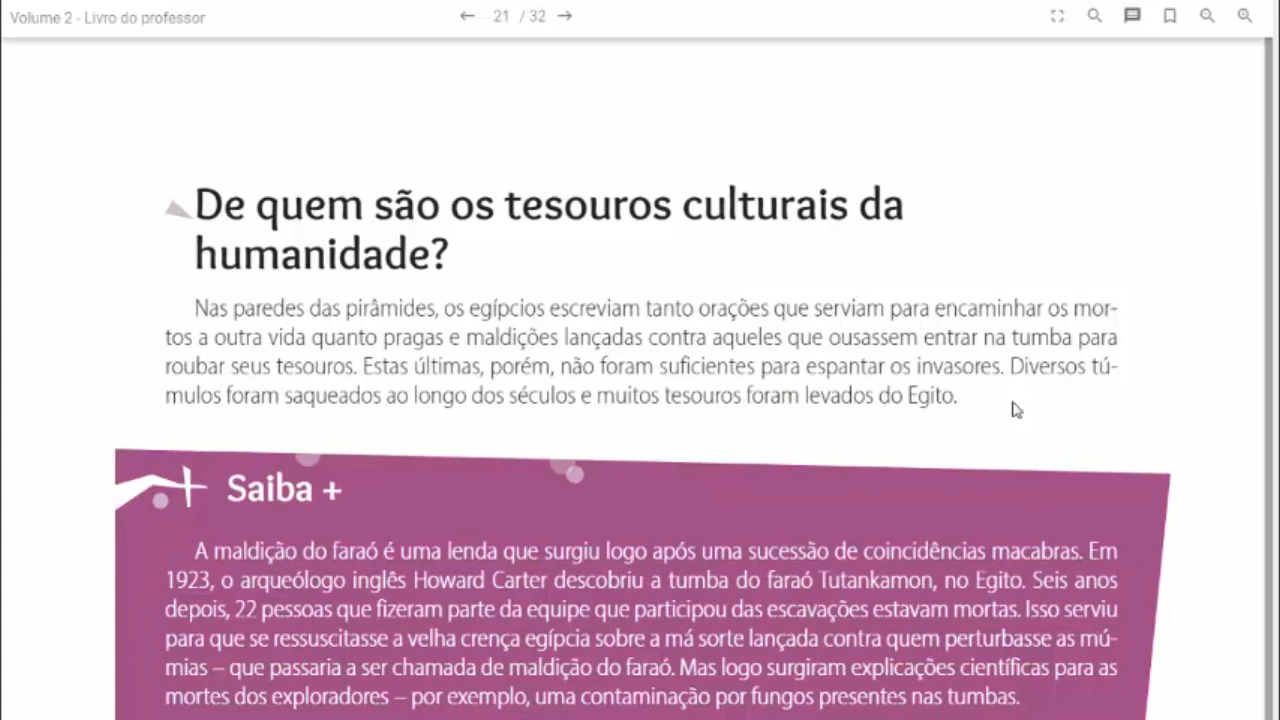 Volume 2 - Livro do professor
21 / 32
De quem são os tesouros culturais da
humanidade?
Nas paredes das pirâmides, os egípcios escreviam tanto orações que serviam para encaminhar os mor-
tos a outra vida quanto pragas e maldições lançadas contra aqueles que ousassem entrar na tumba para
roubar seus tesouros. Estas últimas, porém, não foram suficientes para espantar os invasores. Diversos tú-
mulos foram saqueados ao longo dos séculos e muitos tesouros foram levados do Egito.
Saiba +
A maldição do faraó é uma lenda que surgiu logo após uma sucessão de coincidências macabras. Em
1923, o arqueólogo inglês Howard Carter descobriu a tumba do faraó Tutankamon, no Egito. Seis anos
depois, 22 pessoas que fizeram parte da equipe que participou das escavações estavam mortas. Isso serviu
para que se ressuscitasse a velha crença egípcia sobre a má sorte lançada contra quem perturbasse as mú-
mias – que passaria a ser chamada de maldição do faraó. Mas logo surgiram explicações científicas para as
mortes dos exploradores – por exemplo, uma contaminação por fungos presentes nas tumbas.